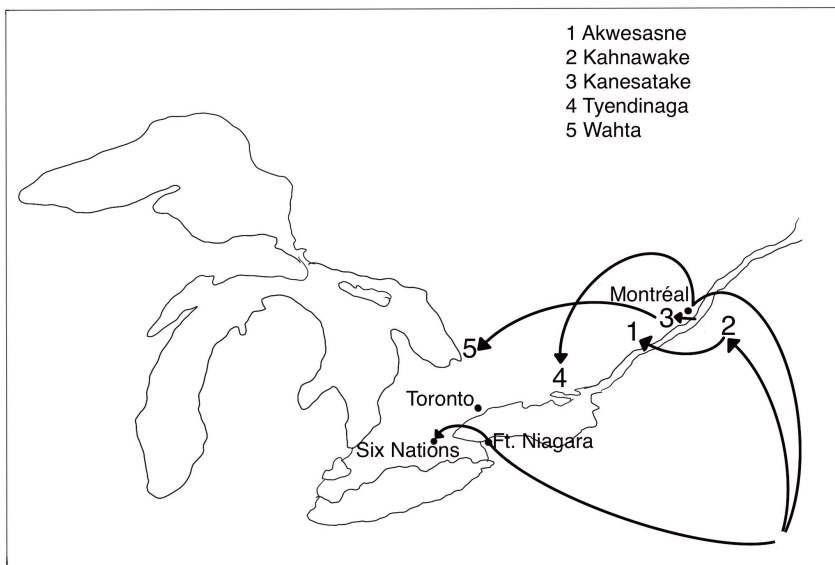 1 Akwesasne
2 Kahnawake
3 Kanesatake
4 Tyendinaga
5 Wahta
Montréal
3
1
2
5
4
Toronto
Six Nations
Ft. Niagara